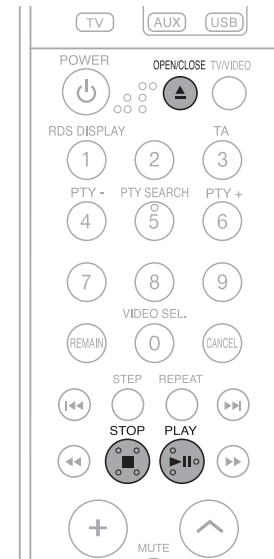 TV AUX USB
POWER OPEN/CLOSE TV/VIDEO
RDS DISPLAY TA
1 2 3
PTY - PTY SEARCH PTY +
4 5 6
7 8 9
VIDEO SEL.
REMAIN 0 CANCEL
STEP REPEAT
STOP PLAY
+
MUTE